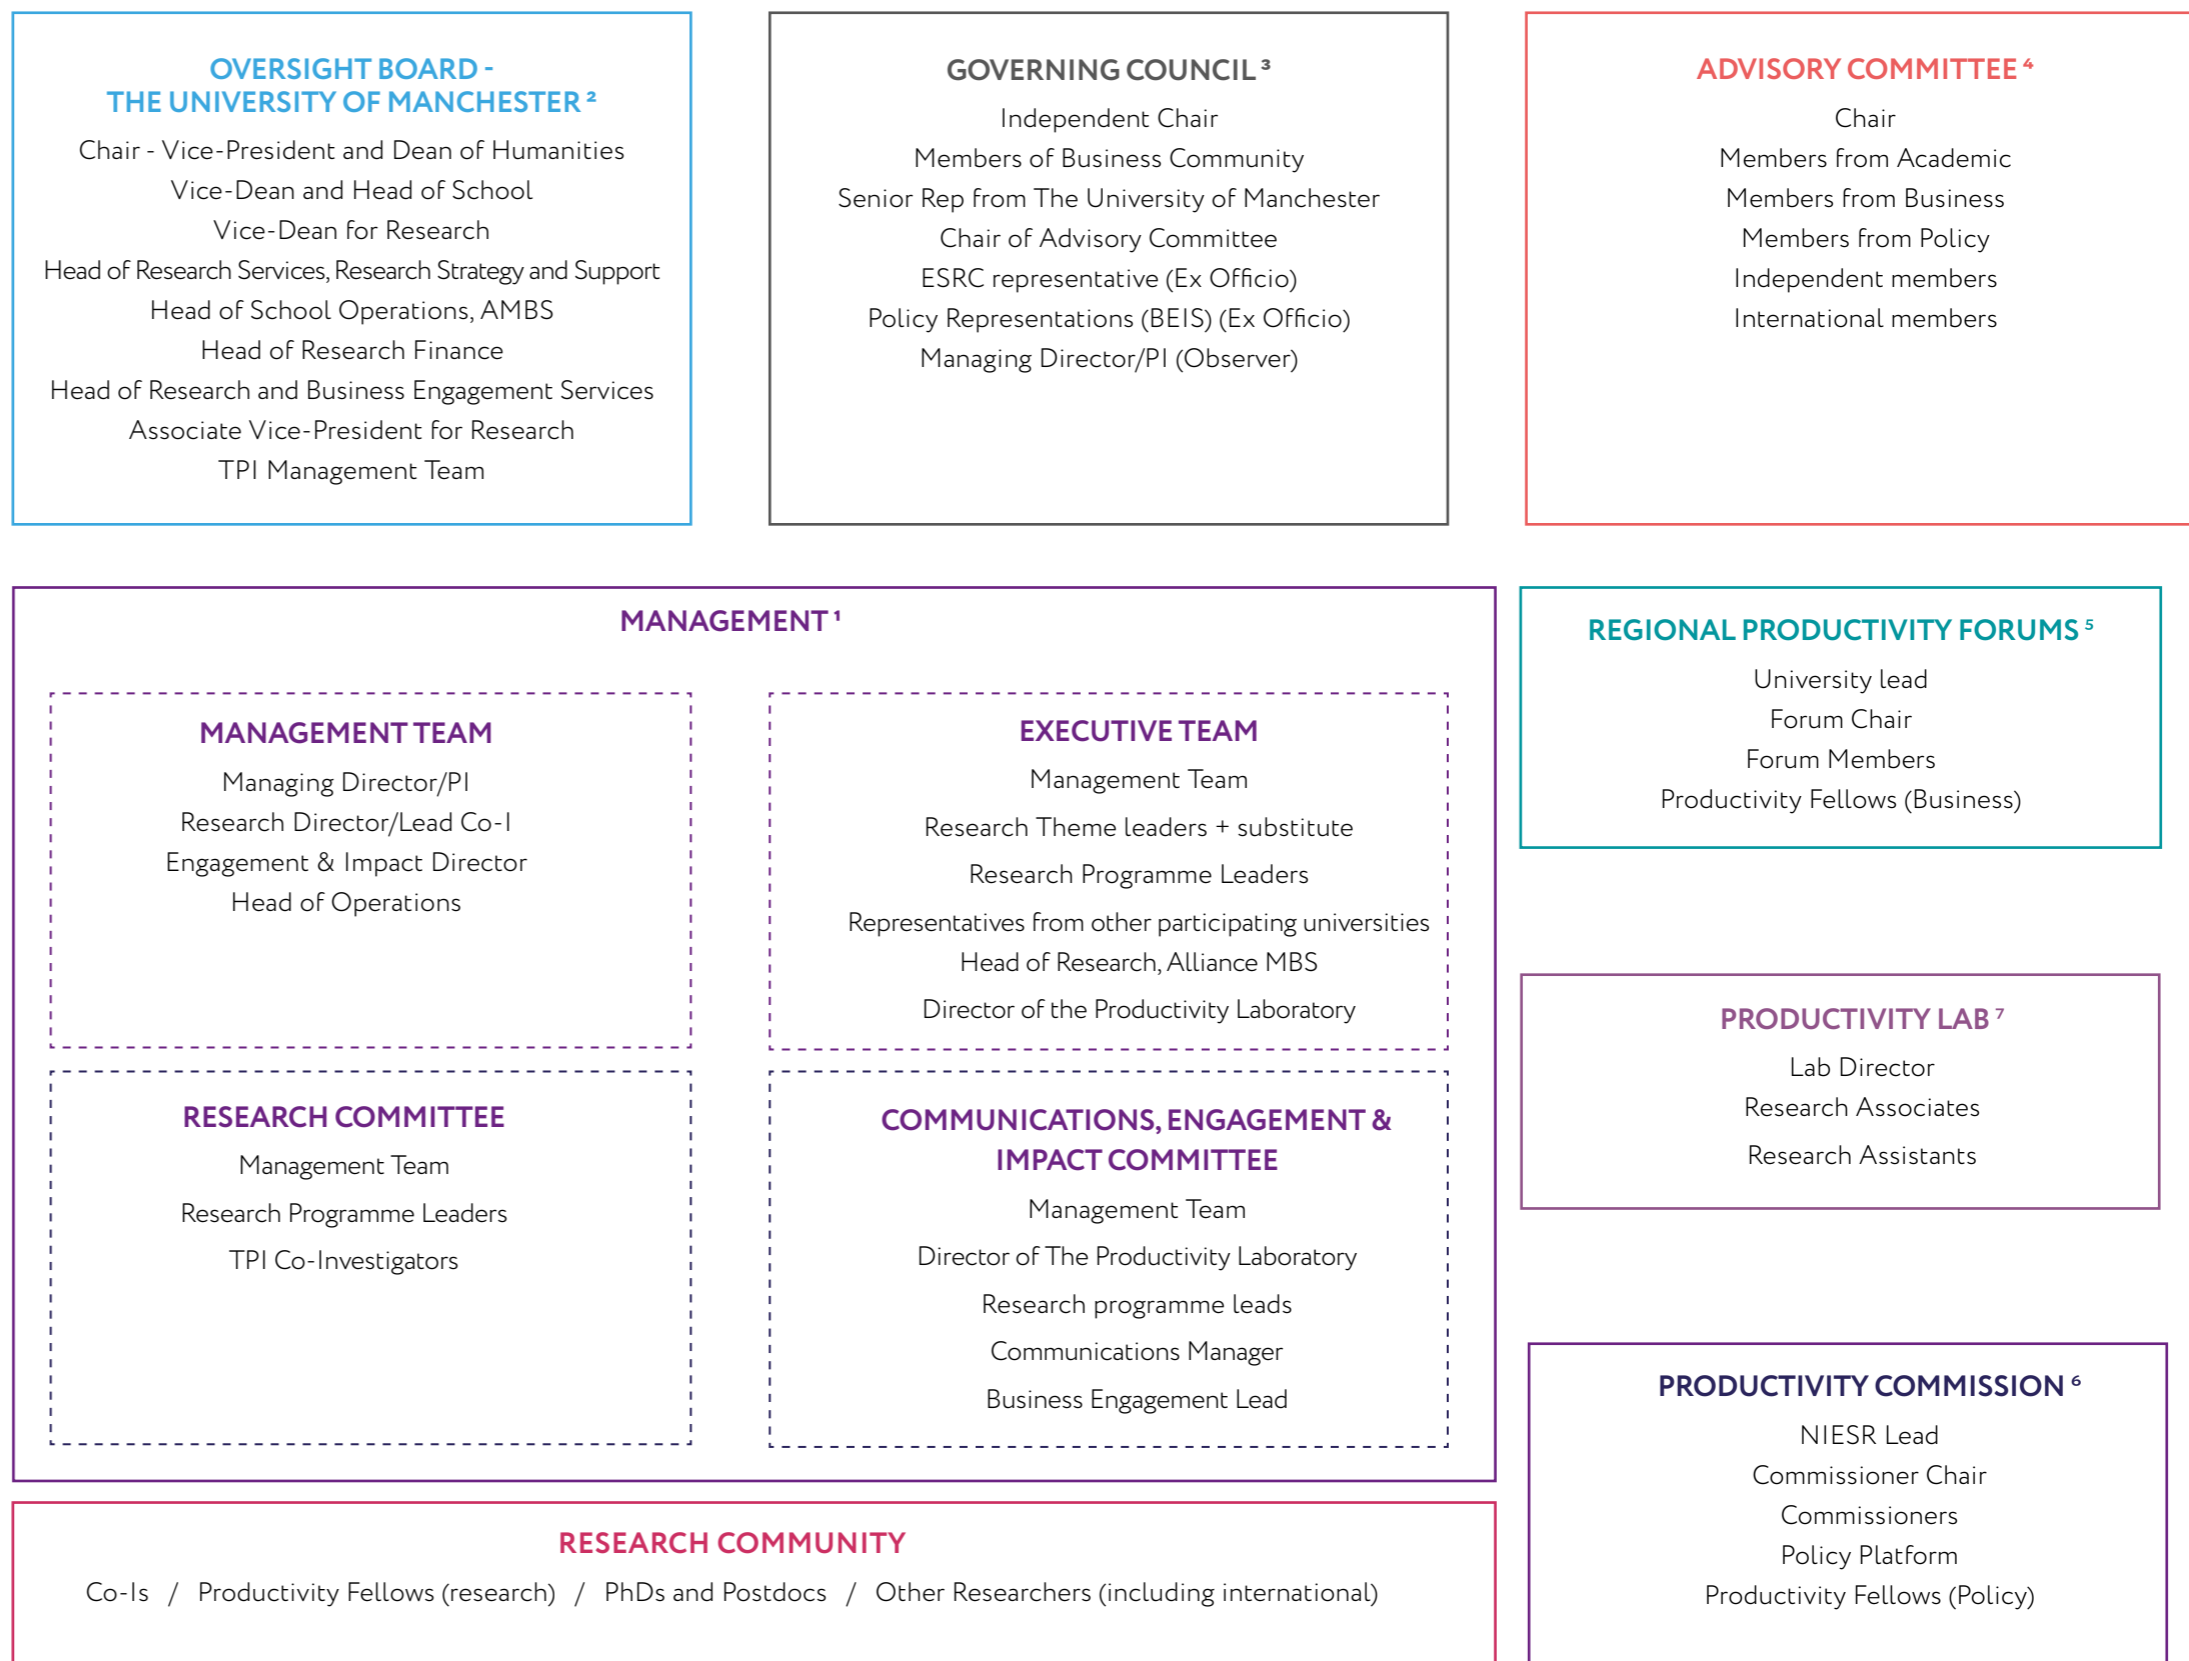 OVERSIGHT BOARD -
THE UNIVERSITY OF MANCHESTER ²
Chair - Vice-President and Dean of Humanities
Vice-Dean and Head of School
Vice-Dean for Research
Head of Research Services, Research Strategy and Support
Head of School Operations, AMBS
Head of Research Finance
Head of Research and Business Engagement Services
Associate Vice-President for Research
TPI Management Team
GOVERNING COUNCIL ³
Independent Chair
Members of Business Community
Senior Rep from The University of Manchester
Chair of Advisory Committee
ESRC representative (Ex Officio)
Policy Representations (BEIS) (Ex Officio)
Managing Director/PI (Observer)
ADVISORY COMMITTEE ⁴
Chair
Members from Academic
Members from Business
Members from Policy
Independent members
International members
MANAGEMENT ¹
MANAGEMENT TEAM
Managing Director/PI
Research Director/Lead Co-I
Engagement & Impact Director
Head of Operations
EXECUTIVE TEAM
Management Team
Research Theme leaders + substitute
Research Programme Leaders
Representatives from other participating universities
Head of Research, Alliance MBS
Director of the Productivity Laboratory
RESEARCH COMMITTEE
Management Team
Research Programme Leaders
TPI Co-Investigators
COMMUNICATIONS, ENGAGEMENT &
IMPACT COMMITTEE
Management Team
Director of The Productivity Laboratory
Research programme leads
Communications Manager
Business Engagement Lead
REGIONAL PRODUCTIVITY FORUMS ⁵
University lead
Forum Chair
Forum Members
Productivity Fellows (Business)
PRODUCTIVITY LAB ⁷
Lab Director
Research Associates
Research Assistants
PRODUCTIVITY COMMISSION ⁶
NIESR Lead
Commissioner Chair
Commissioners
Policy Platform
Productivity Fellows (Policy)
RESEARCH COMMUNITY
Co-Is / Productivity Fellows (research) / PhDs and Postdocs / Other Researchers (including international)